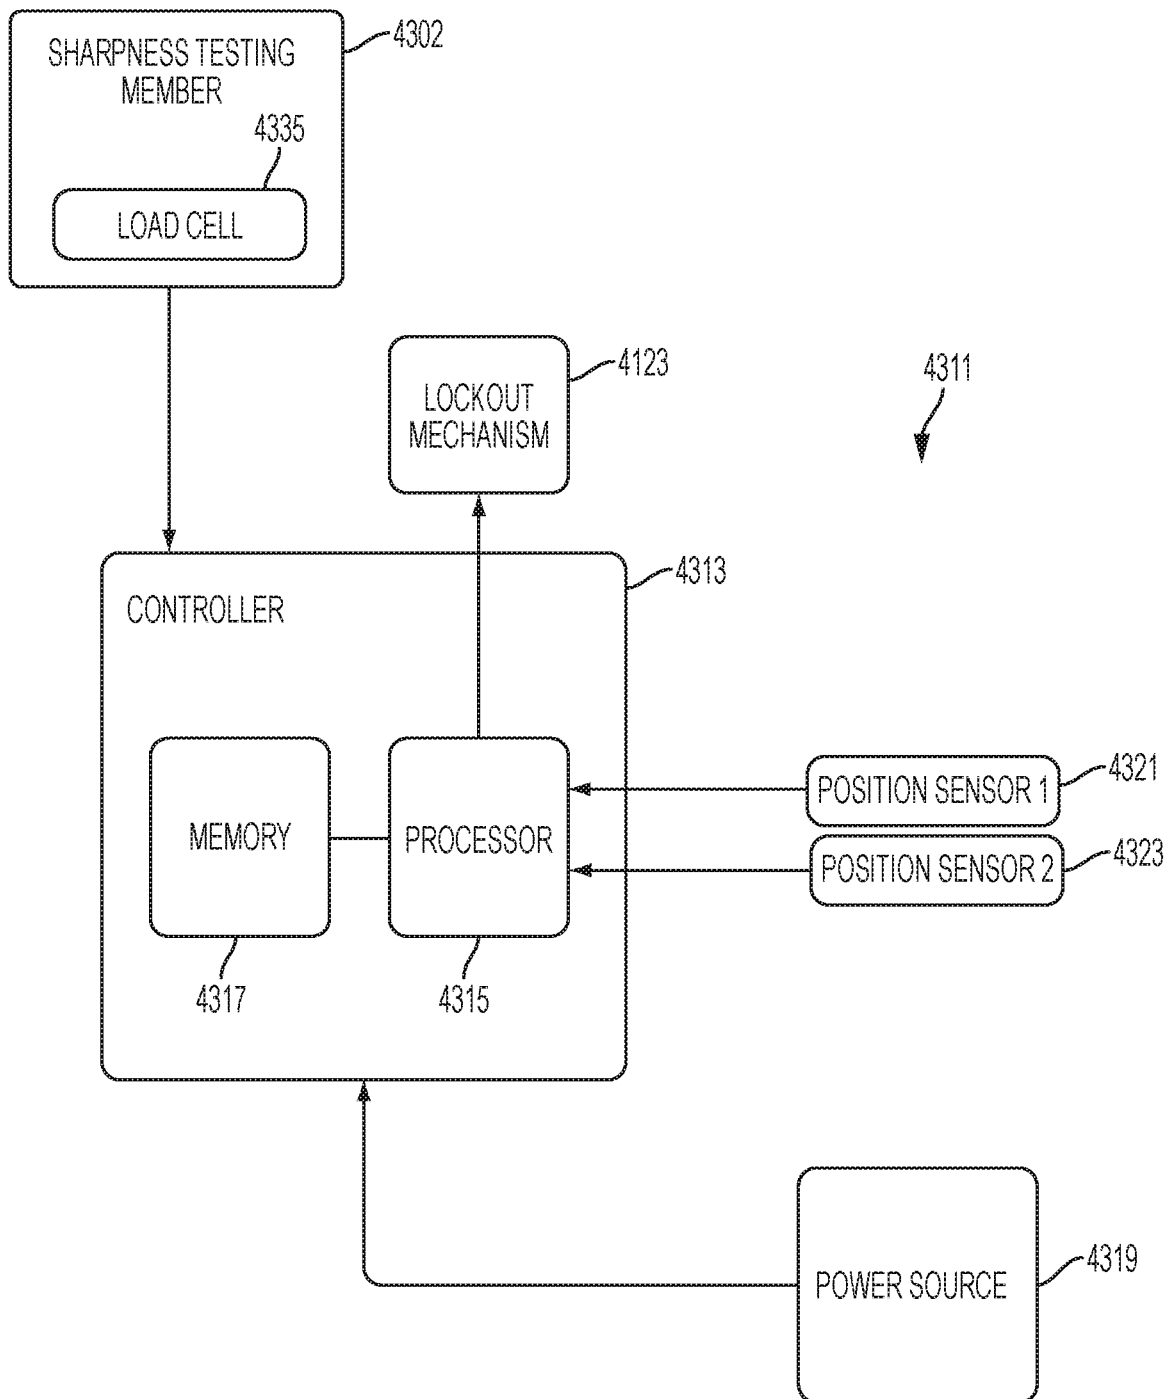 4302
SHARPNESS TESTING
MEMBER
4335
LOAD CELL
4123
LOCKOUT
MECHANISM
4311
4313
CONTROLLER
4321
POSITION SENSOR 1
MEMORY
PROCESSOR
4323
POSITION SENSOR 2
4317
4315
4319
POWER SOURCE